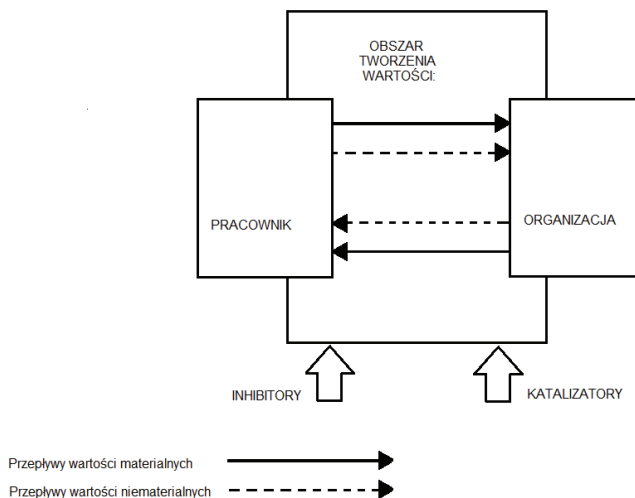 OBSZAR
TWORZENIA
WARTOŚCI:
PRACOWNIK
ORGANIZACJA
INHIBITORY
KATALIZATORY
Przepływy wartości materialnych
Przepływy wartości niematerialnych